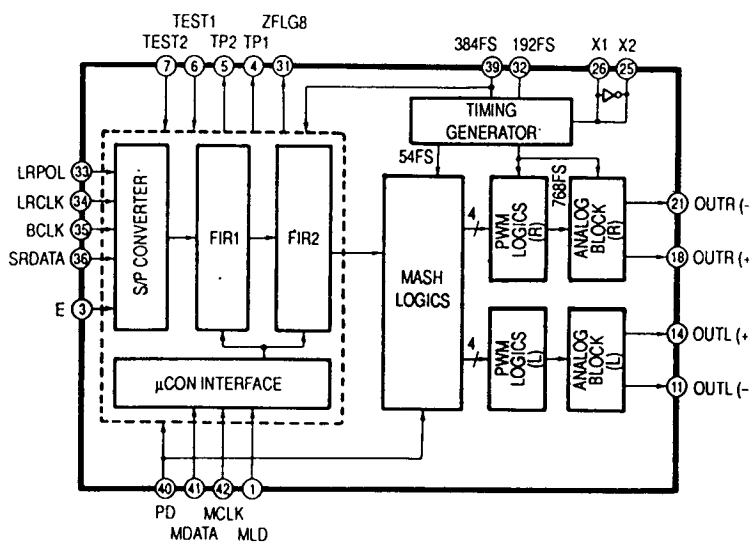 TEST1 ZFLG8
TEST2 TP2 TP1
384FS 192FS X1 X2
7 6 5 4 31 39 32 26 25
TIMING
GENERATOR
54FS
768FS
LRPOL 33
LRCLK 34
BCLK 35
SRDATA 36
E 3
S/P CONVERTER
FIR1
FIR2
MASH
LOGICS
4
PWM
LOGICS
(R)
ANALOG
BLOCK
(R)
21 OUTR (−
18 OUTR (+
4
PWM
LOGICS
(L)
ANALOG
BLOCK
(L)
14 OUTL (+
11 OUTL (−
µCON INTERFACE
40 41 42 1
PD MCLK
MDATA MLD